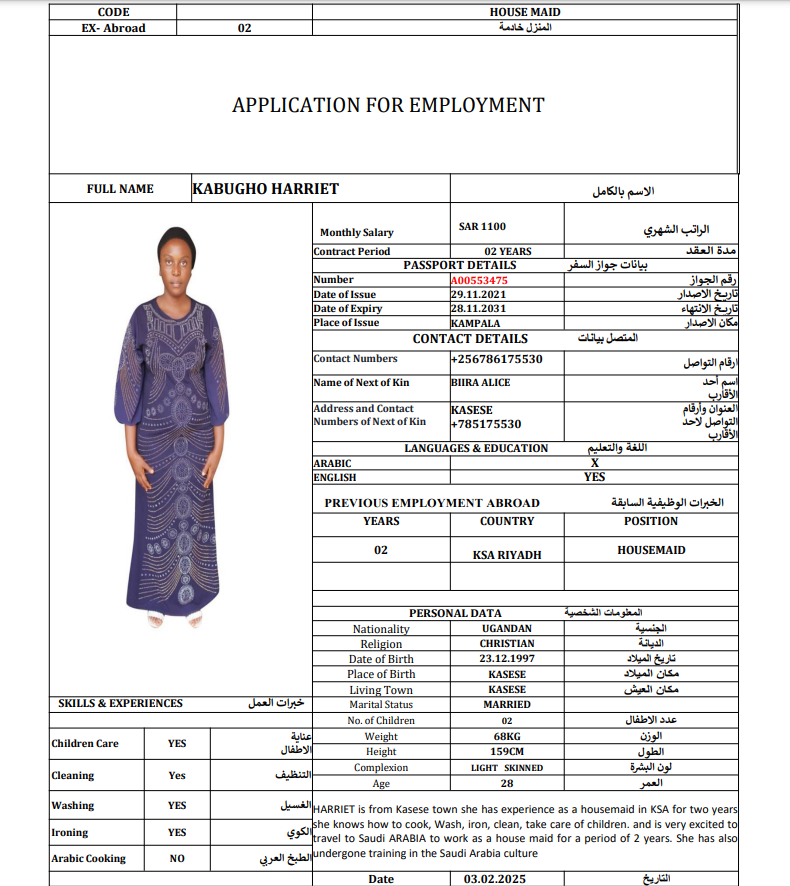 CODE HOUSE MAID
EX- Abroad 02 المنزل خادمة
APPLICATION FOR EMPLOYMENT
FULL NAME KABUGHO HARRIET الاسم بالكامل
Monthly Salary SAR 1100 الراتب الشهري
Contract Period 02 YEARS مدة العقد
PASSPORT DETAILS بيانات جواز السفر
Number A00553475 رقم الجواز
Date of Issue 29.11.2021 تاريخ الاصدار
Date of Expiry 28.11.2031 تاريخ الانتهاء
Place of Issue KAMPALA مكان الاصدار
CONTACT DETAILS المتصل بيانات
Contact Numbers +256786175530 ارقام التواصل
Name of Next of Kin BIIRA ALICE اسم أحد
الأقارب
Address and Contact KASESE العنوان وأرقام
Numbers of Next of Kin +785175530 التواصل لاحد
الأقارب
LANGUAGES & EDUCATION اللغة والتعليم
ARABIC X
ENGLISH YES
PREVIOUS EMPLOYMENT ABROAD الخبرات الوظيفية السابقة
YEARS COUNTRY POSITION
02 KSA RIYADH HOUSEMAID
PERSONAL DATA المعلومات الشخصية
Nationality UGANDAN الجنسية
Religion CHRISTIAN الديانة
Date of Birth 23.12.1997 تاريخ الميلاد
Place of Birth KASESE مكان الميلاد
Living Town KASESE مكان العيش
Marital Status MARRIED
No. of Children 02 عدد الاطفال
Weight 68KG الوزن
Height 159CM الطول
Complexion LIGHT SKINNED لون البشرة
Age 28 العمر
SKILLS & EXPERIENCES خبرات العمل
Children Care YES عناية
الاطفال
Cleaning Yes التنظيف
Washing YES الغسيل
Ironing YES الكوي
Arabic Cooking NO الطبخ العربي
HARRIET is from Kasese town she has experience as a housemaid in KSA for two years
she knows how to cook, Wash, iron, clean, take care of children. and is very excited to
travel to Saudi ARABIA to work as a house maid for a period of 2 years. She has also
undergone training in the Saudi Arabia culture
Date 03.02.2025 التاريخ